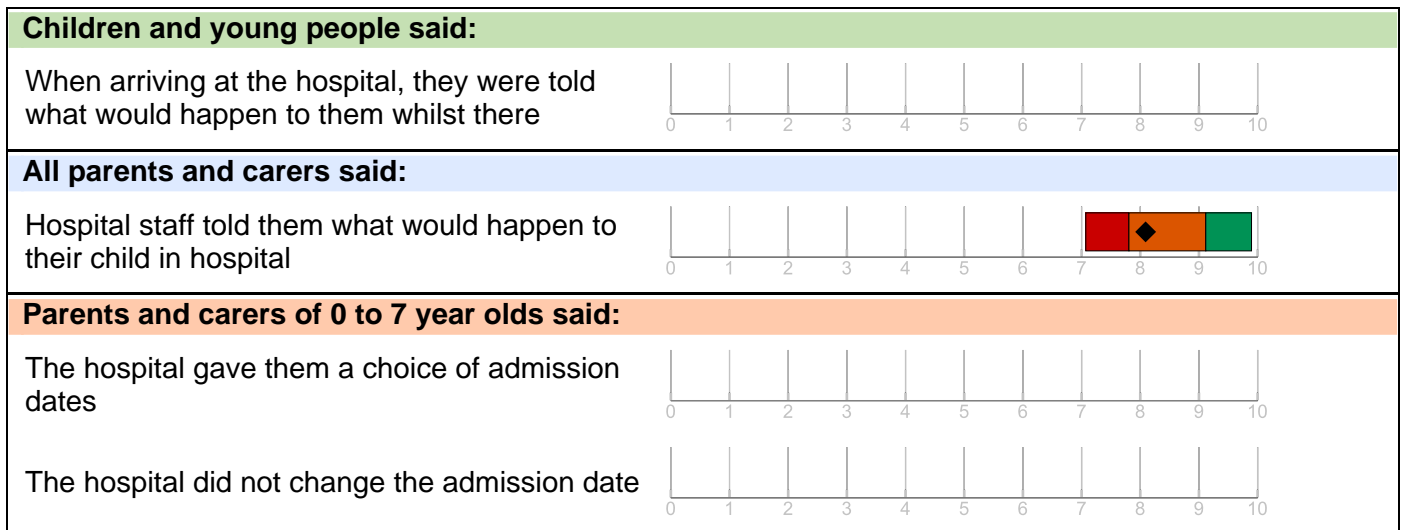 Children and young people said:
When arriving at the hospital, they were told
what would happen to them whilst there
0 1 2 3 4 5 6 7 8 9 10
All parents and carers said:
Hospital staff told them what would happen to
their child in hospital
0 1 2 3 4 5 6 7 8 9 10
Parents and carers of 0 to 7 year olds said:
The hospital gave them a choice of admission
dates
0 1 2 3 4 5 6 7 8 9 10
The hospital did not change the admission date
0 1 2 3 4 5 6 7 8 9 10